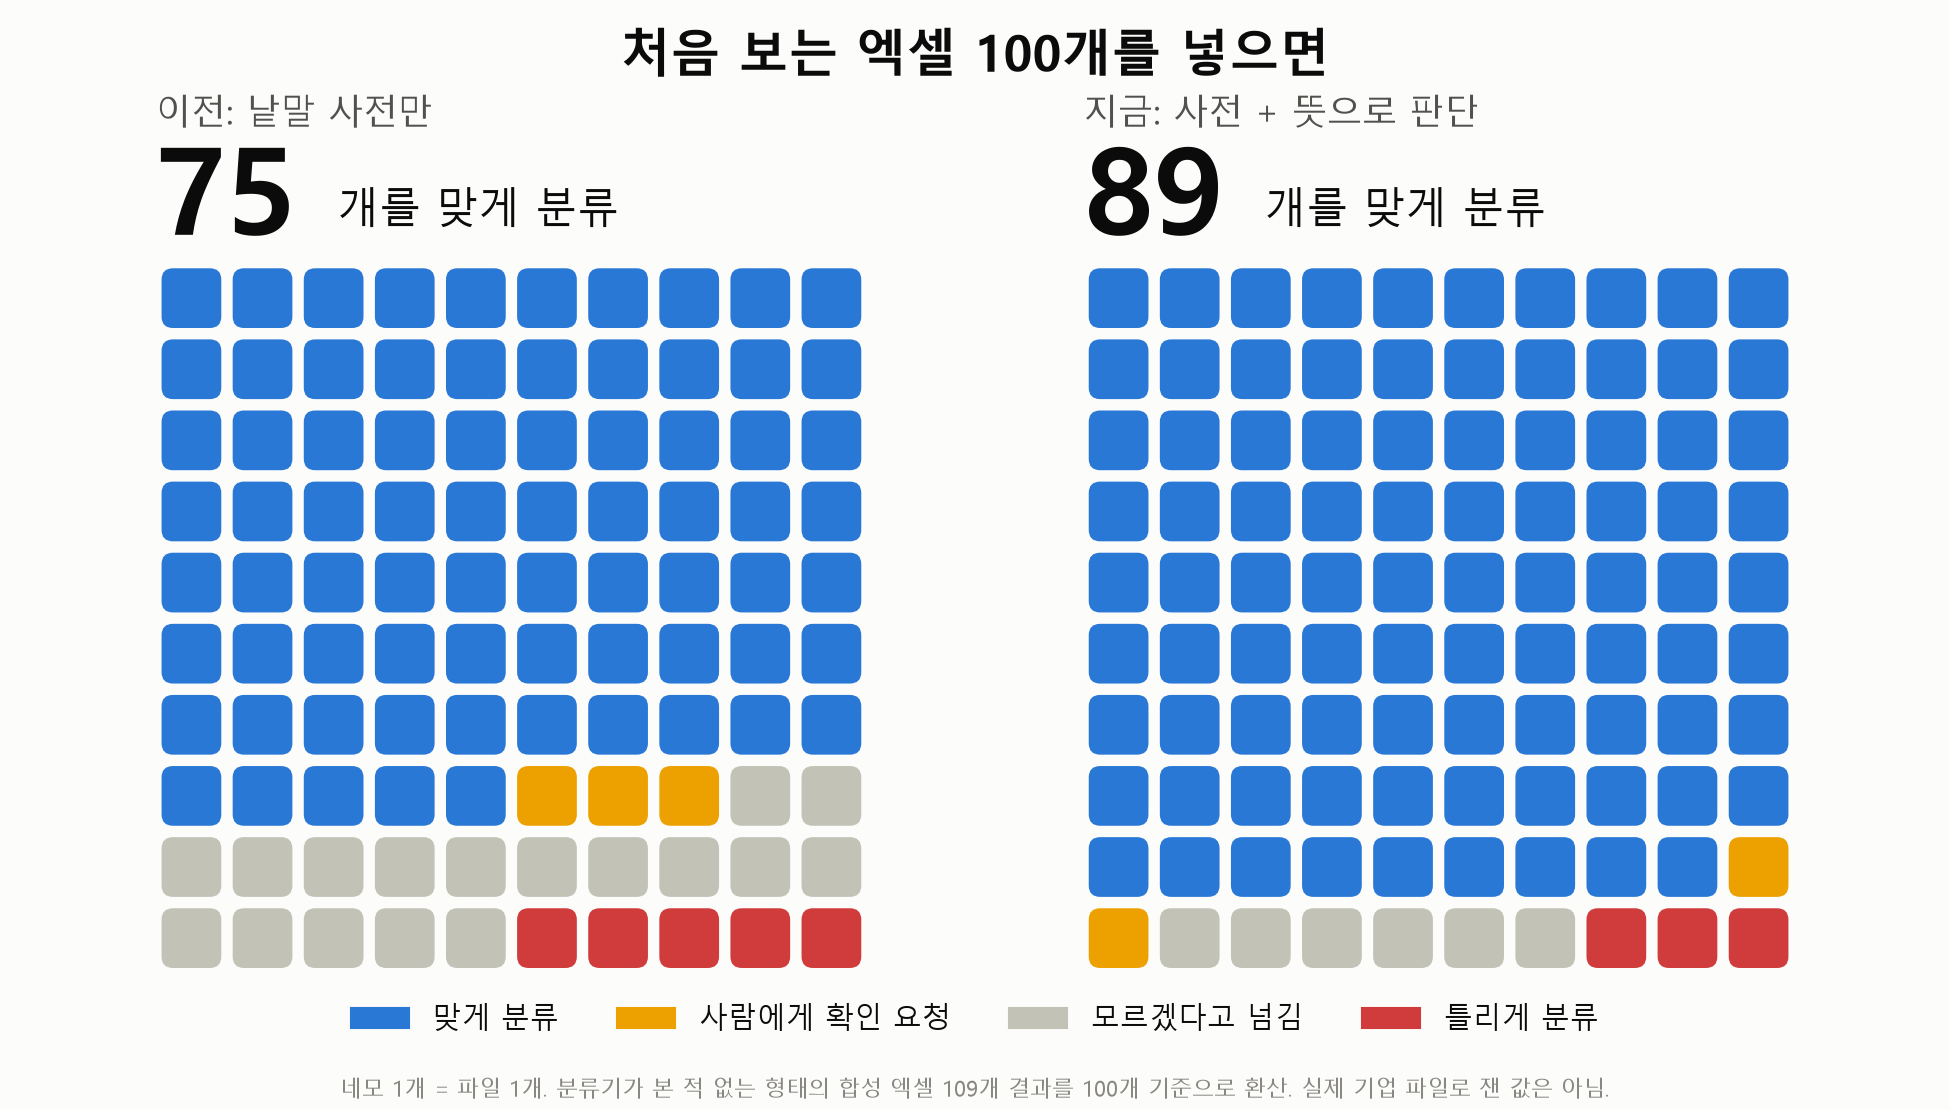 처음 보는 엑셀 100개를 넣으면
이전: 낱말 사전만
75 개를 맞게 분류
지금: 사전 + 뜻으로 판단
89 개를 맞게 분류
맞게 분류
사람에게 확인 요청
모르겠다고 넘김
틀리게 분류
네모 1개 = 파일 1개. 분류기가 본 적 없는 형태의 합성 엑셀 109개 결과를 100개 기준으로 환산. 실제 기업 파일로 잰 값은 아님.